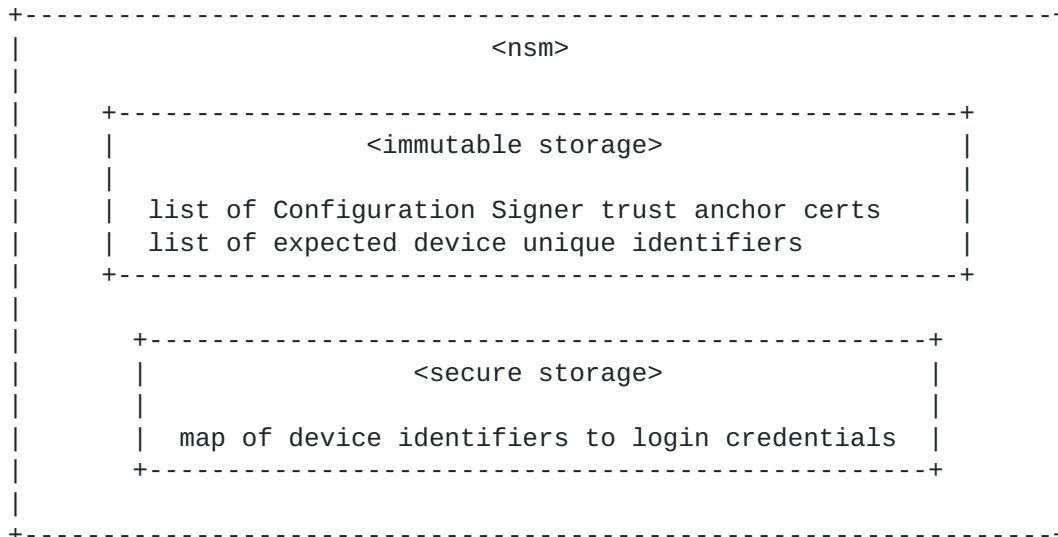 <nsm>
<immutable storage>
list of Configuration Signer trust anchor certs
list of expected device unique identifiers
<secure storage>
map of device identifiers to login credentials